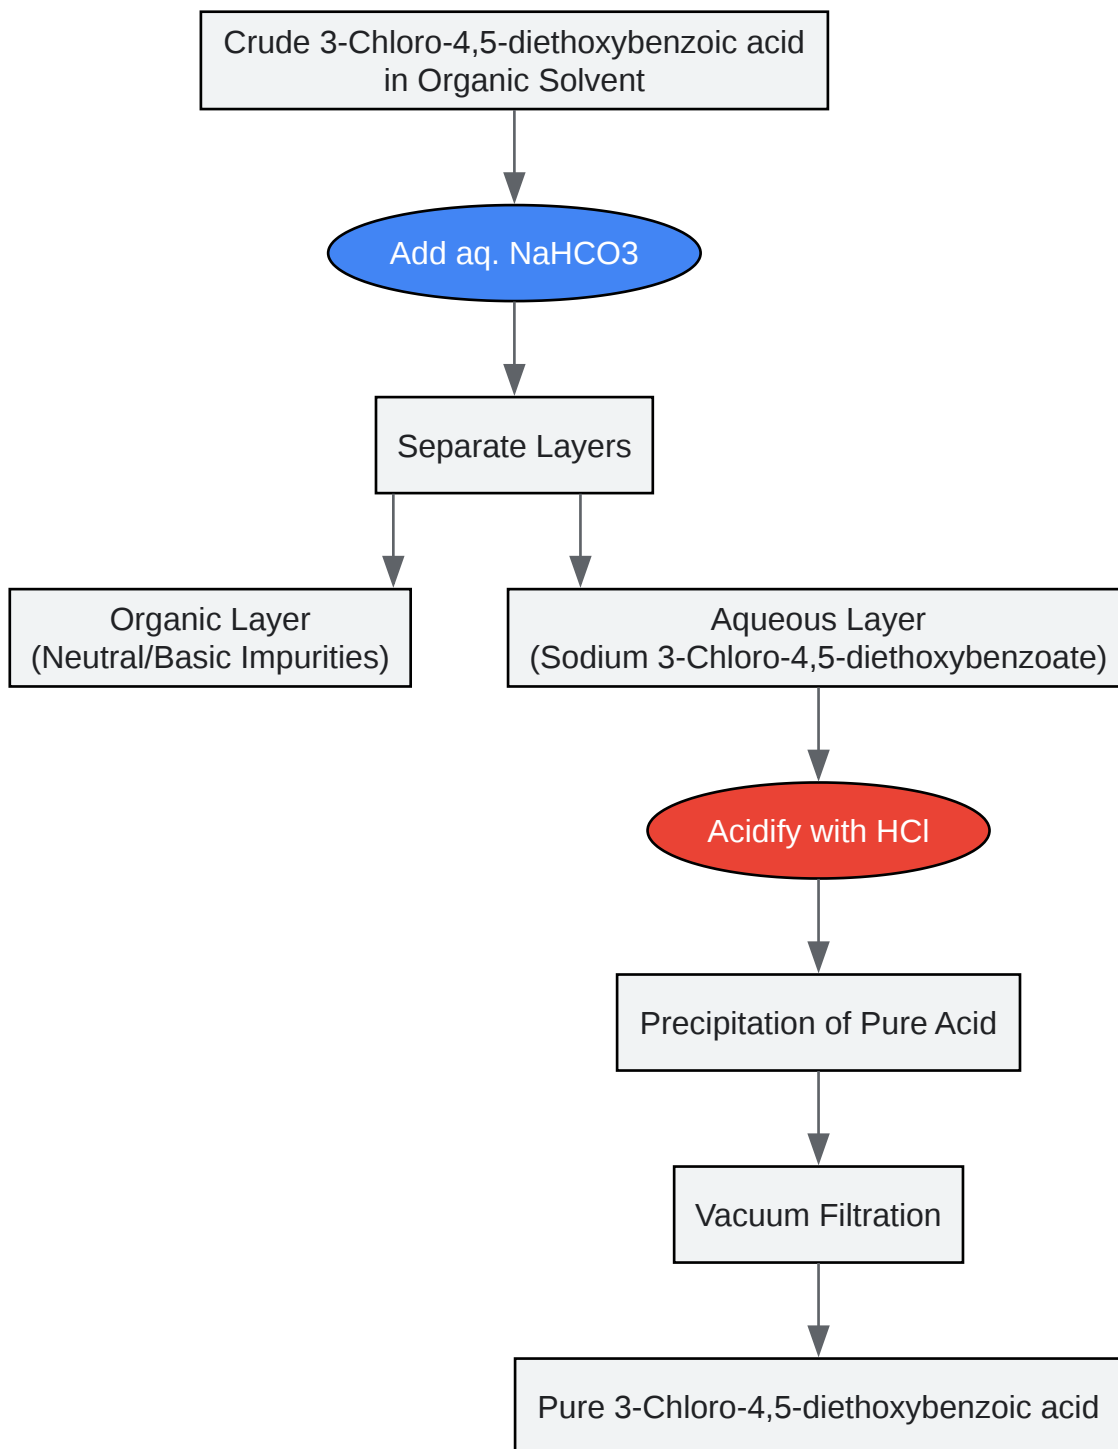 Crude 3-Chloro-4,5-diethoxybenzoic acid
in Organic Solvent
Add aq. NaHCO3
Separate Layers
Organic Layer
(Neutral/Basic Impurities)
Aqueous Layer
(Sodium 3-Chloro-4,5-diethoxybenzoate)
Acidify with HCl
Precipitation of Pure Acid
Vacuum Filtration
Pure 3-Chloro-4,5-diethoxybenzoic acid